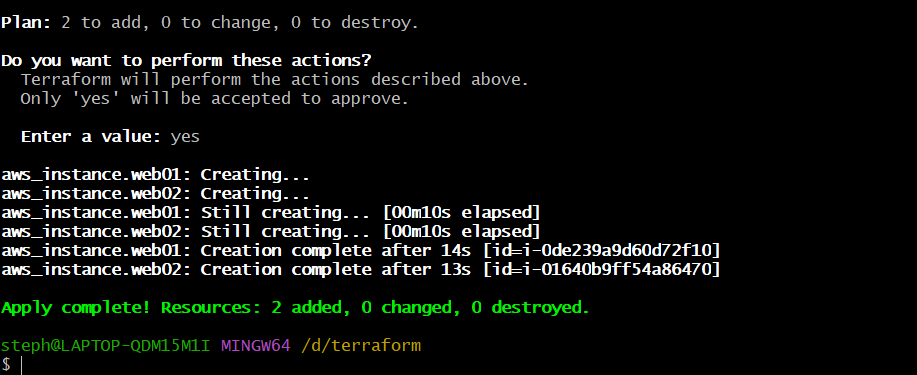 Plan: 2 to add, 0 to change, 0 to destroy.
Do you want to perform these actions?
Terraform will perform the actions described above.
Only 'yes' will be accepted to approve.
Enter a value: yes
aws_instance.web01: Creating...
aws_instance.web02: Creating...
aws_instance.web01: Still creating... [00m10s elapsed]
aws_instance.web02: Still creating... [00m10s elapsed]
aws_instance.web01: Creation complete after 14s [id=i-0de239a9d60d72f10]
aws_instance.web02: Creation complete after 13s [id=i-01640b9ff54a86470]
Apply complete! Resources: 2 added, 0 changed, 0 destroyed.
steph@LAPTOP-QDM15M1I MINGW64 /d/terraform
$